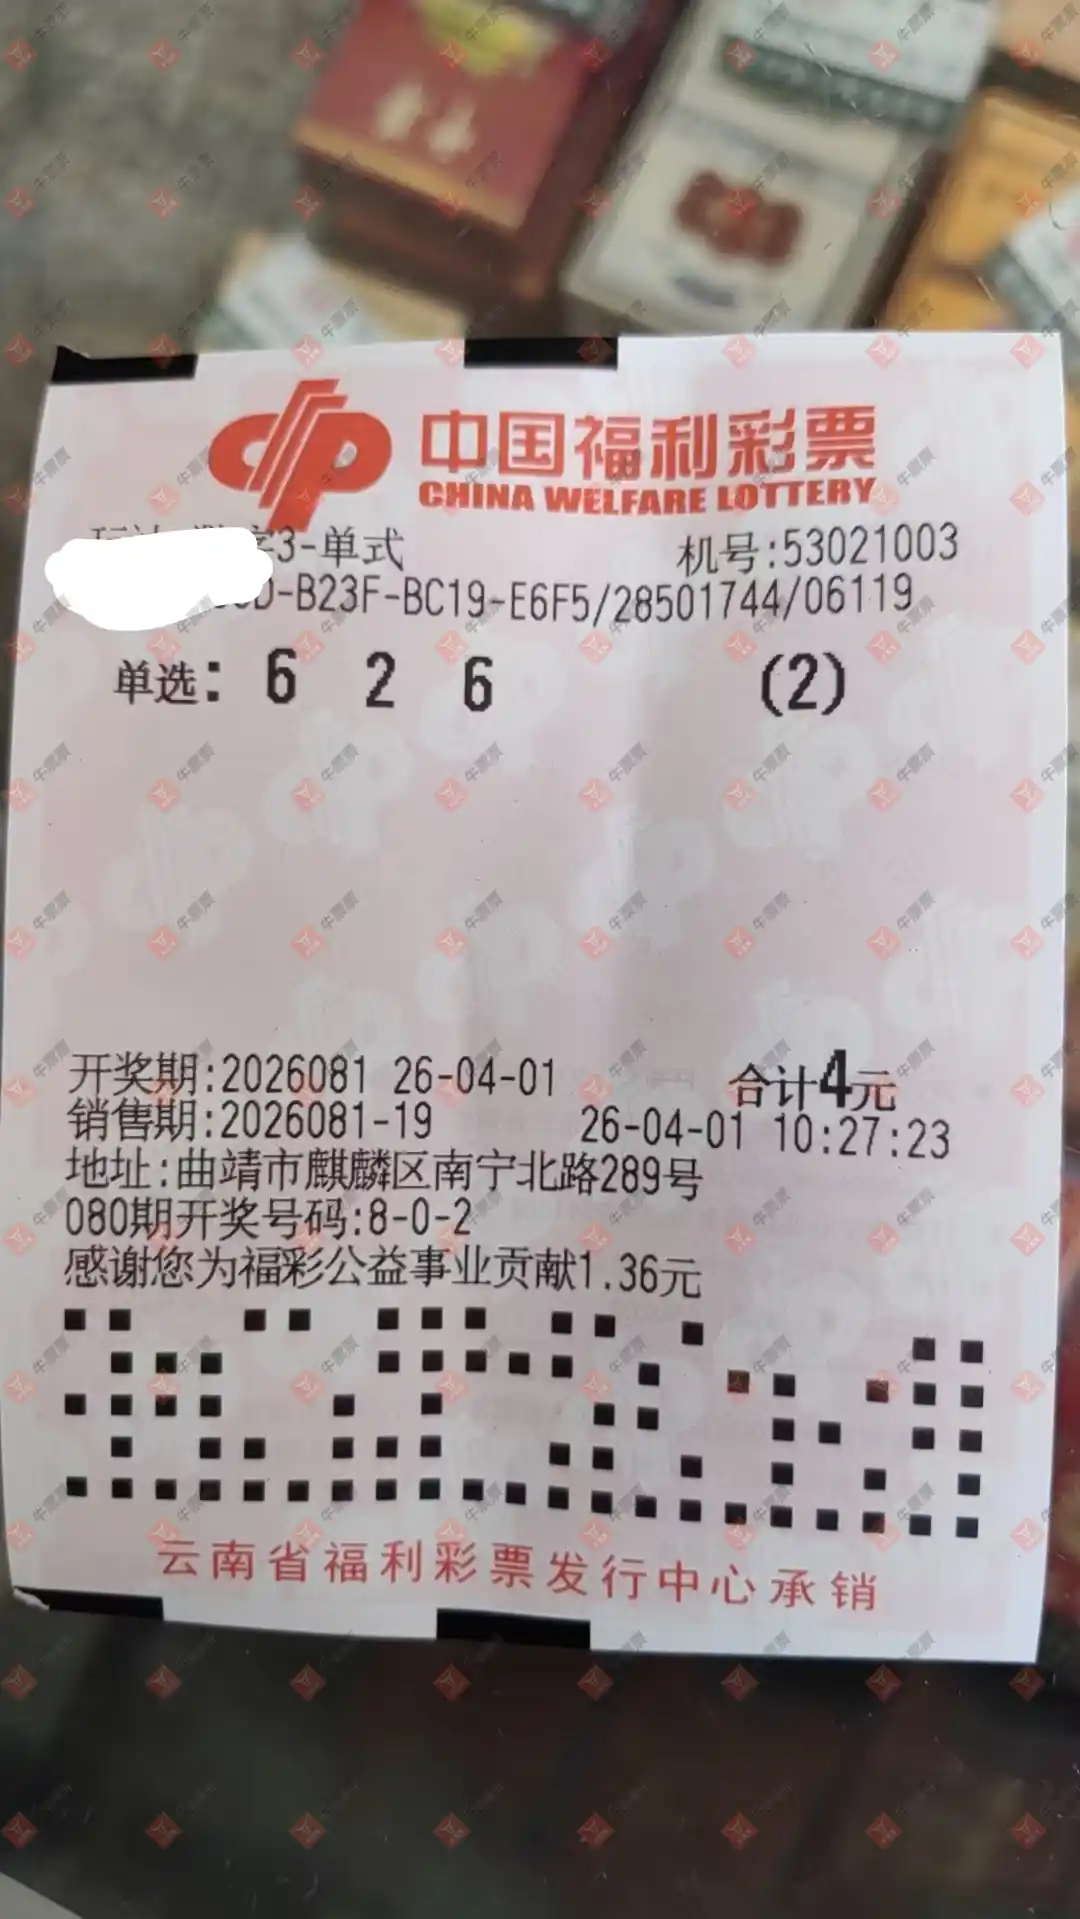 中国福利彩票
CHINA WELFARE LOTTERY
字3-单式 机号:53021003
D-B23F-BC19-E6F5/28501744/06119
单选: 6 2 6 (2)
开奖期:2026081 26-04-01 合计4元
销售期:2026081-19 26-04-01 10:27:23
地址:曲靖市麒麟区南宁北路289号
080期开奖号码:8-0-2
感谢您为福彩公益事业贡献1.36元
云南省福利彩票发行中心承销